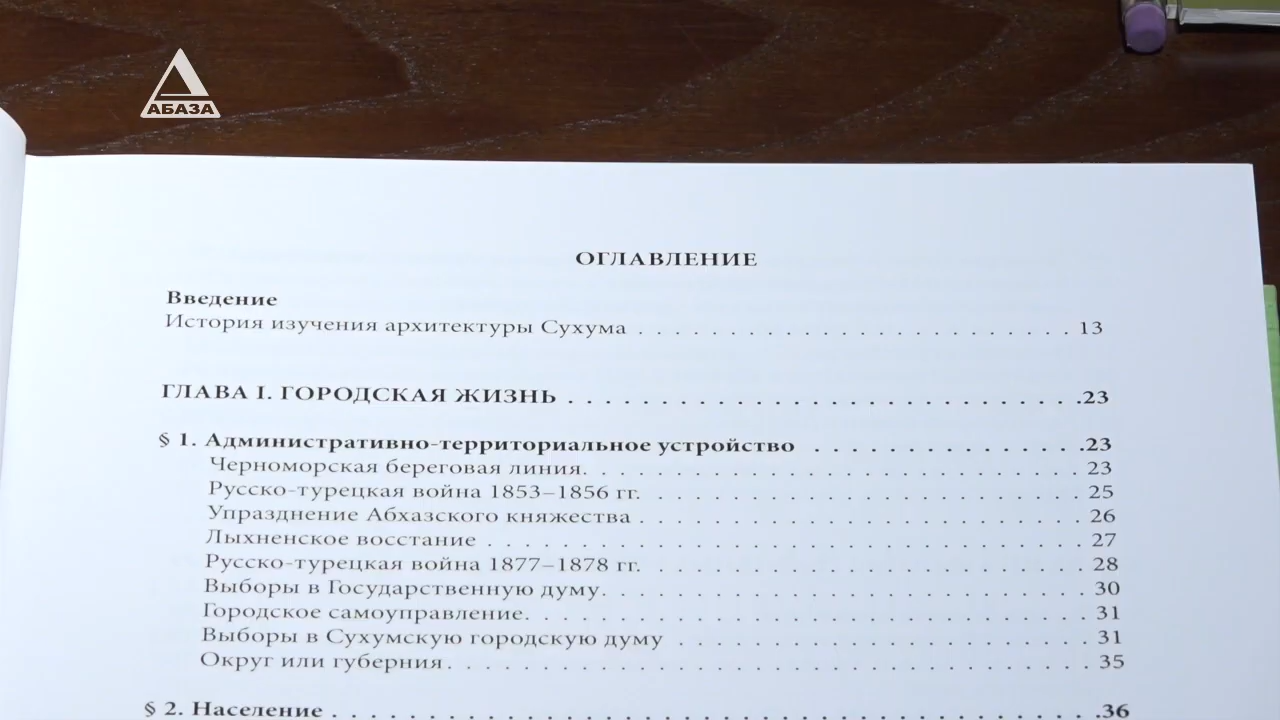 АБАЗА
ОГЛАВЛЕНИЕ
Введение
История изучения архитектуры Сухума . . . . . . . . . . . . . . . . . . . . . . . . 13
ГЛАВА I. ГОРОДСКАЯ ЖИЗНЬ . . . . . . . . . . . . . . . . . . . . . . . . . . . .23
§ 1. Административно-территориальное устройство . . . . . . . . . . . . . . .23
Черноморская береговая линия. . . . . . . . . . . . . . . . . . . . . . . . . . . 23
Русско-турецкая война 1853–1856 гг. . . . . . . . . . . . . . . . . . . . . . . . 25
Упразднение Абхазского княжества . . . . . . . . . . . . . . . . . . . . . . . . 26
Лыхненское восстание . . . . . . . . . . . . . . . . . . . . . . . . . . . . . . . . 27
Русско-турецкая война 1877–1878 гг. . . . . . . . . . . . . . . . . . . . . . . . 28
Выборы в Государственную думу. . . . . . . . . . . . . . . . . . . . . . . . . . 30
Городское самоуправление. . . . . . . . . . . . . . . . . . . . . . . . . . . . . . 31
Выборы в Сухумскую городскую думу . . . . . . . . . . . . . . . . . . . . . . 31
Округ или губерния. . . . . . . . . . . . . . . . . . . . . . . . . . . . . . . . . . 35
§ 2. Население . . . . . . . . . . . . . . . . . . . . . . . . . . . . . . . . . . . . . .36